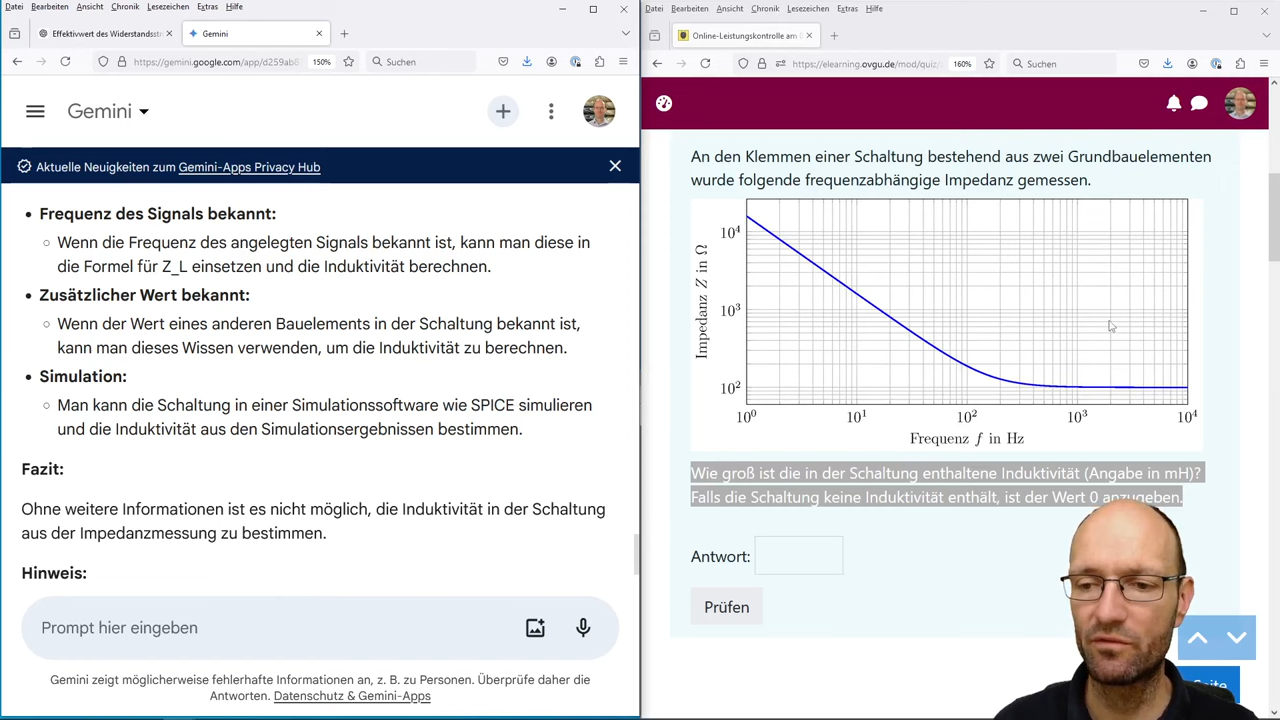 Datei Bearbeiten Ansicht Chronik Lesezeichen Extras Hilfe
Effektivwert des Widerstandsst
Gemini
https://gemini.google.com/app/d259ab8
150%
Suchen
Gemini
Aktuelle Neuigkeiten zum Gemini-Apps Privacy Hub
• Frequenz des Signals bekannt:
Wenn die Frequenz des angelegten Signals bekannt ist, kann man diese in
die Formel für Z_L einsetzen und die Induktivität berechnen.
• Zusätzlicher Wert bekannt:
Wenn der Wert eines anderen Bauelements in der Schaltung bekannt ist,
kann man dieses Wissen verwenden, um die Induktivität zu berechnen.
• Simulation:
Man kann die Schaltung in einer Simulationssoftware wie SPICE simulieren
und die Induktivität aus den Simulationsergebnissen bestimmen.
Fazit:
Ohne weitere Informationen ist es nicht möglich, die Induktivität in der Schaltung
aus der Impedanzmessung zu bestimmen.
Hinweis:
Prompt hier eingeben
Gemini zeigt möglicherweise fehlerhafte Informationen an, z. B. zu Personen. Überprüfe daher die
Antworten. Datenschutz & Gemini-Apps
Datei Bearbeiten Ansicht Chronik Lesezeichen Extras Hilfe
Online-Leistungskontrolle am
https://elearning.ovgu.de/mod/quiz/
160%
Suchen
An den Klemmen einer Schaltung bestehend aus zwei Grundbauelementen
wurde folgende frequenzabhängige Impedanz gemessen.
Impedanz Z in Ω
10⁴
10³
10²
10⁰ 10¹ 10² 10³ 10⁴
Frequenz f in Hz
Wie groß ist die in der Schaltung enthaltene Induktivität (Angabe in mH)?
Falls die Schaltung keine Induktivität enthält, ist der Wert 0 anzugeben.
Antwort:
Prüfen
Seite